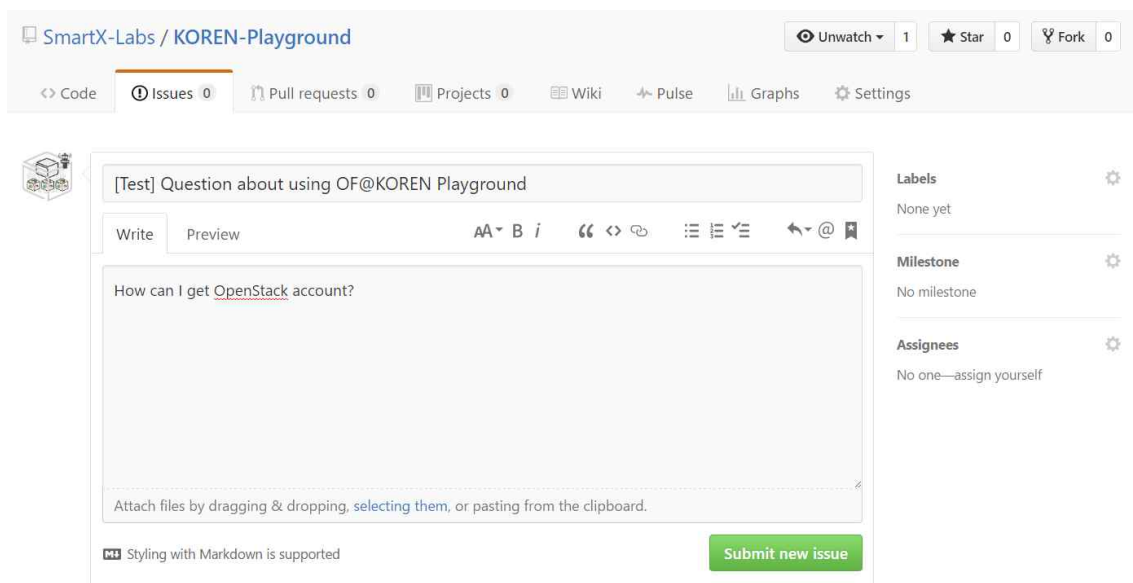 SmartX-Labs / KOREN-Playground
Unwatch 1 Star 0 Fork 0
Code Issues 0 Pull requests 0 Projects 0 Wiki Pulse Graphs Settings
[Test] Question about using OF@KOREN Playground
Write Preview AA B i @
How can I get OpenStack account?
Attach files by dragging & dropping, selecting them, or pasting from the clipboard.
Styling with Markdown is supported
Submit new issue
Labels
None yet
Milestone
No milestone
Assignees
No one—assign yourself